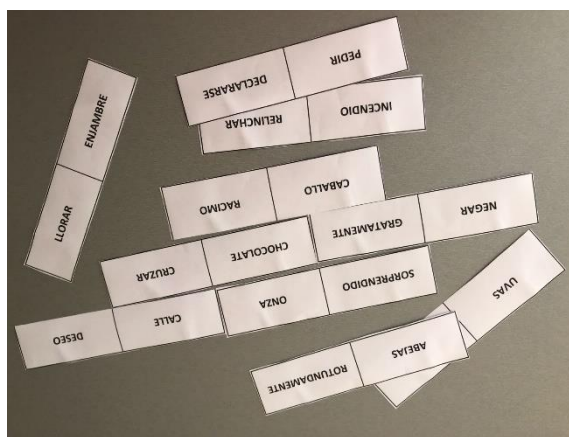 LLORAR ENJAMBRE
PEDIR DECLARARSE
INCENDIO RELINCHAR
CABALLO RACIMO
NEGAR GRATAMENTE
CHOCOLATE CRUZAR
SORPRENDIDO ONZA
CALLE DESEO
UVAS
ABEJAS ROTUNDAMENTE